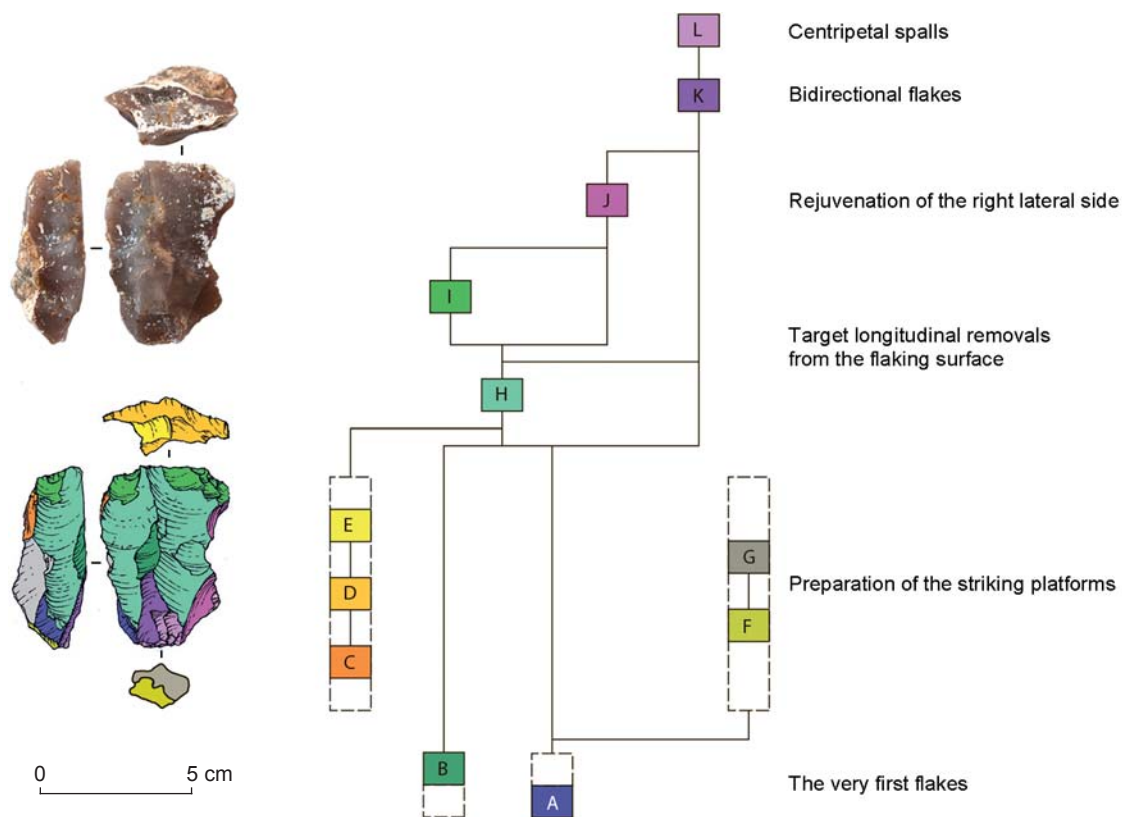 L
Centripetal spalls
K
Bidirectional flakes
J
Rejuvenation of the right lateral side
I
Target longitudinal removals
from the flaking surface
H
E
G
D
Preparation of the striking platforms
F
C
0 5 cm
B
The very first flakes
A